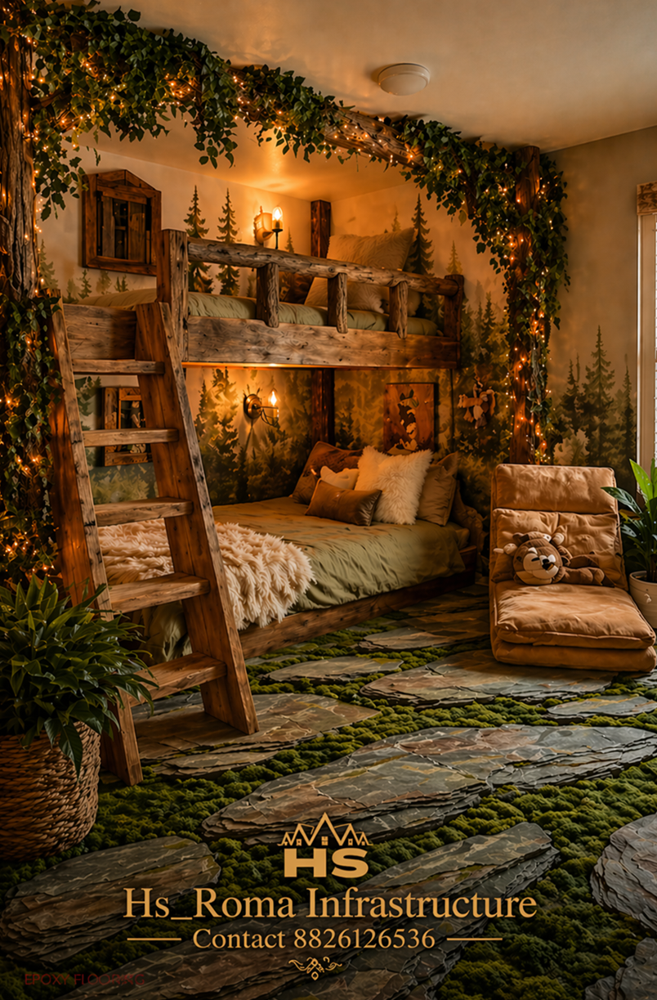 HS
Hs_Roma Infrastructure
Contact 8826126536
EPOXY FLOORING